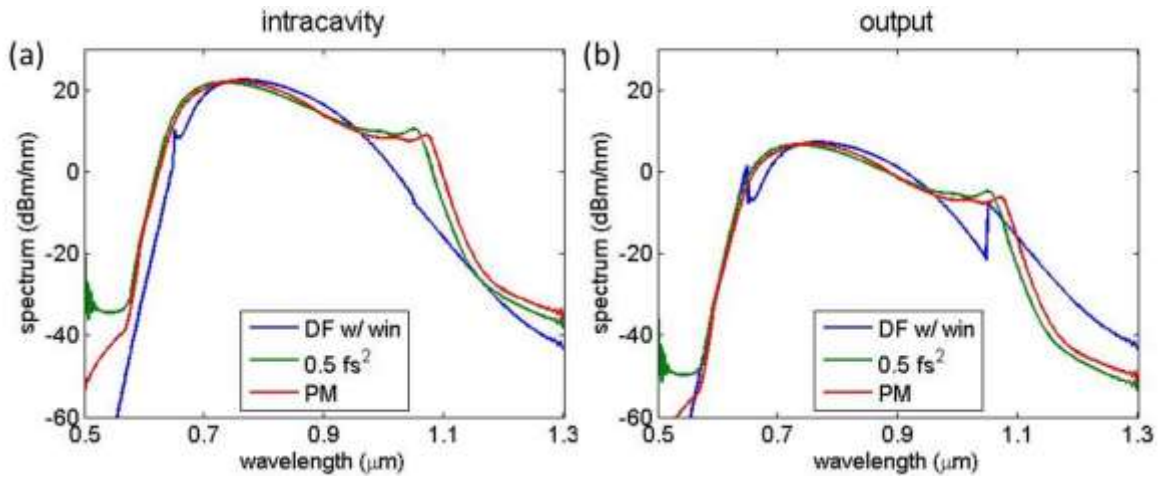 intracavity
(a)
20
0
-20
-40
-60
spectrum (dBm/nm)
DF w/ win
0.5 fs²
PM
0.5 0.7 0.9 1.1 1.3
wavelength (μm)
output
(b)
20
0
-20
-40
-60
spectrum (dBm/nm)
DF w/ win
0.5 fs²
PM
0.5 0.7 0.9 1.1 1.3
wavelength (μm)